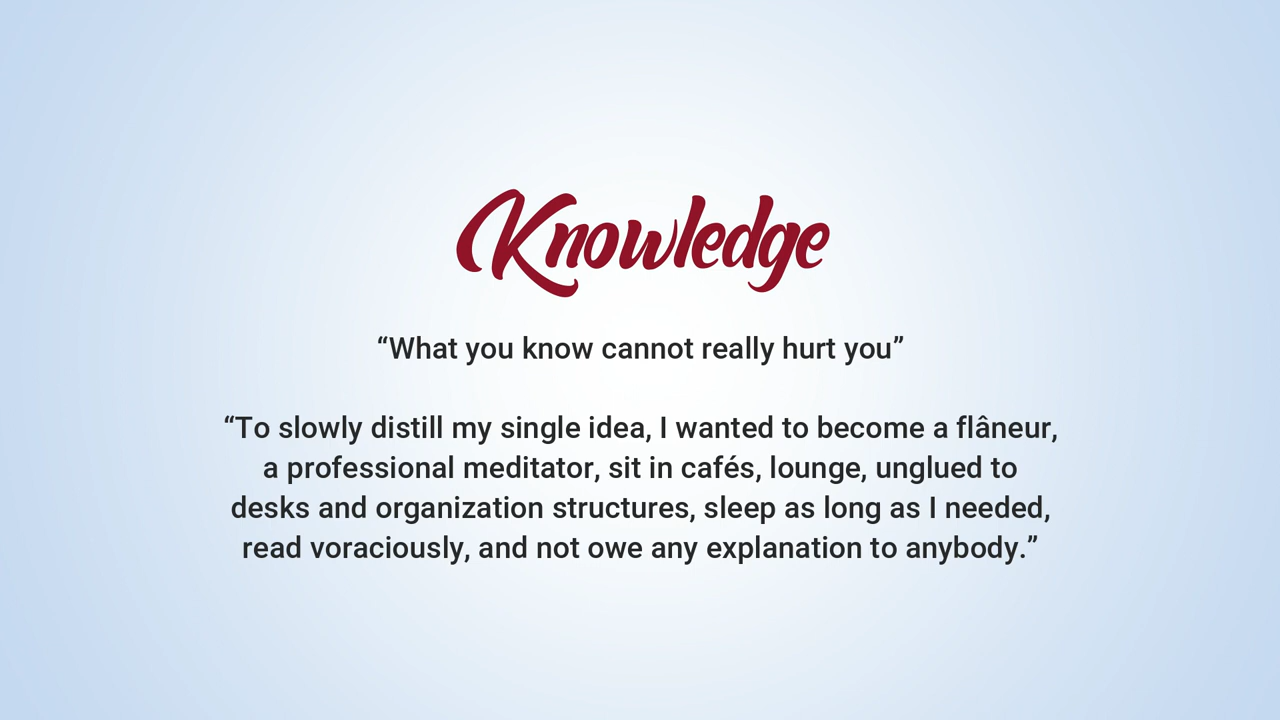 Knowledge
“What you know cannot really hurt you”
“To slowly distill my single idea, I wanted to become a flâneur,
a professional meditator, sit in cafés, lounge, unglued to
desks and organization structures, sleep as long as I needed,
read voraciously, and not owe any explanation to anybody.”